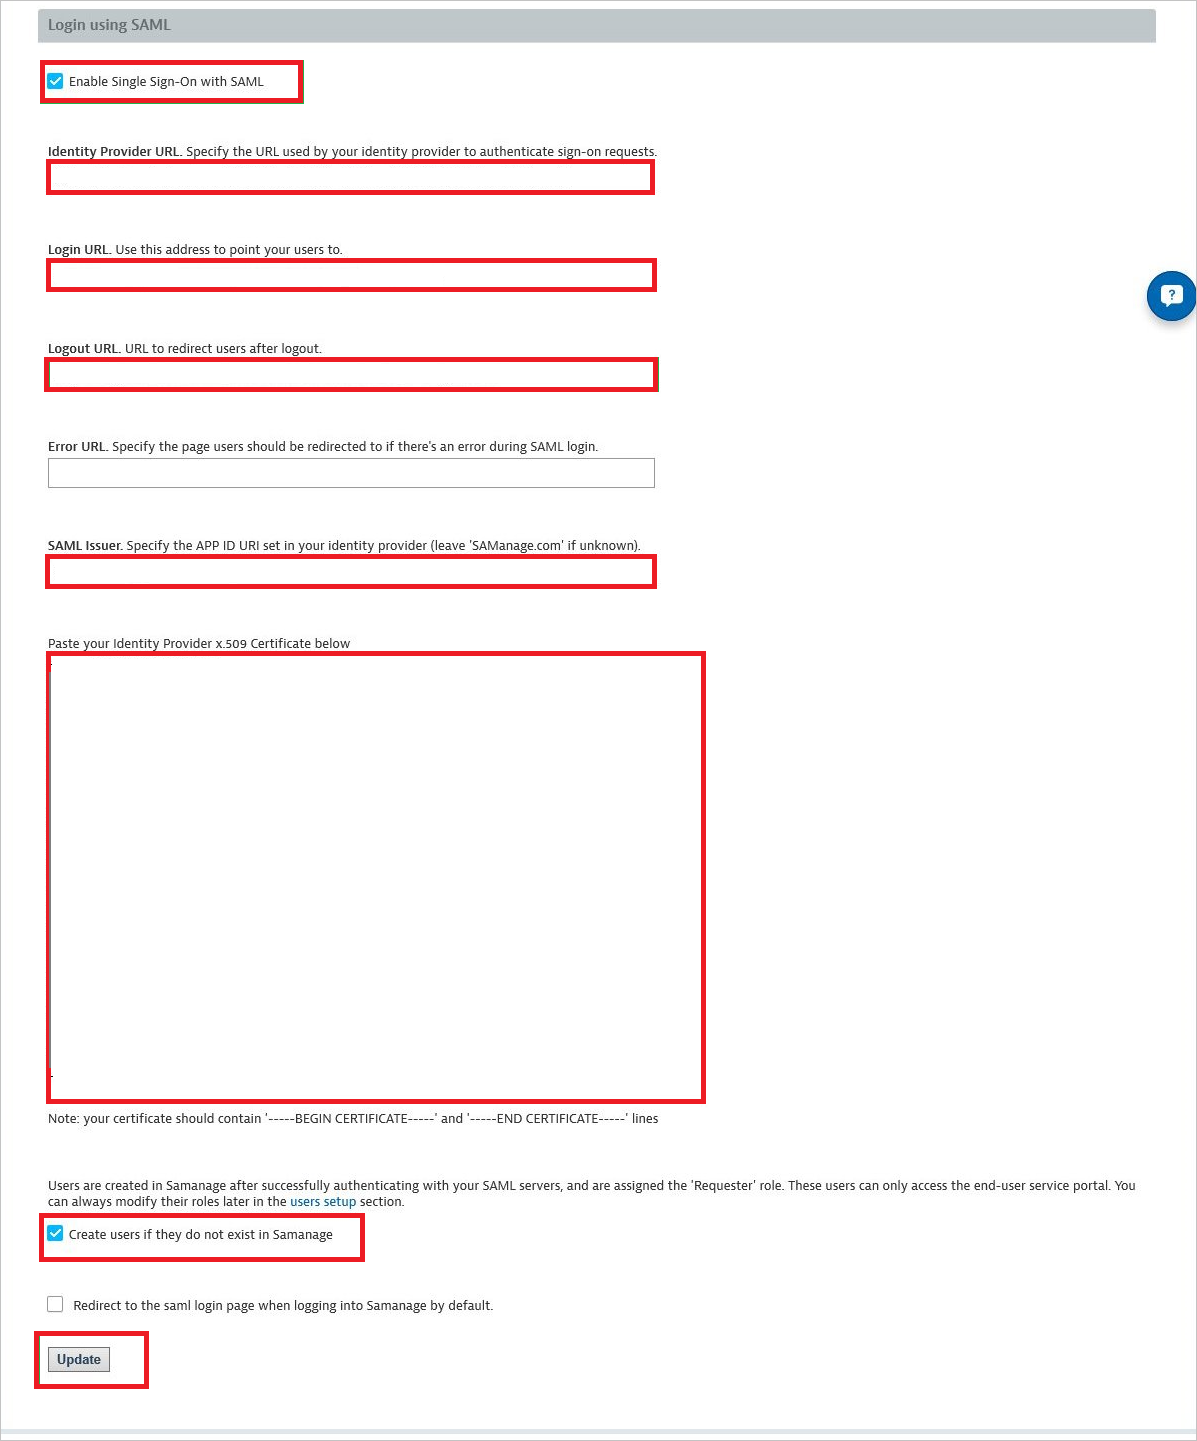 Login using SAML
Enable Single Sign-On with SAML
Identity Provider URL. Specify the URL used by your identity provider to authenticate sign-on requests.
Login URL. Use this address to point your users to.
Logout URL. URL to redirect users after logout.
?
Error URL. Specify the page users should be redirected to if there's an error during SAML login.
SAML Issuer. Specify the APP ID URI set in your identity provider (leave 'SAManage.com' if unknown).
Paste your Identity Provider x.509 Certificate below
Note: your certificate should contain '-----BEGIN CERTIFICATE-----' and '-----END CERTIFICATE-----' lines
Users are created in Samanage after successfully authenticating with your SAML servers, and are assigned the 'Requester' role. These users can only access the end-user service portal. You
can always modify their roles later in the users setup section.
Create users if they do not exist in Samanage
Redirect to the saml login page when logging into Samanage by default.
Update